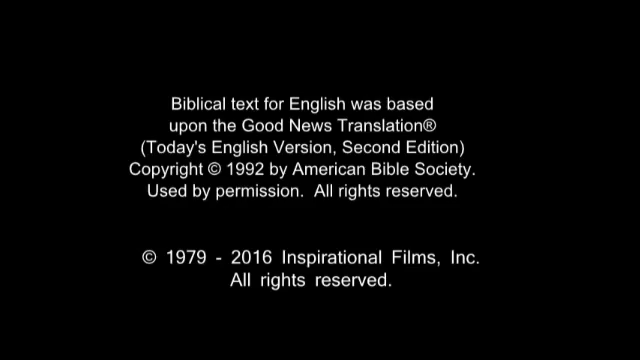 Biblical text for English was based
upon the Good News Translation®
(Today's English Version, Second Edition)
Copyright © 1992 by American Bible Society.
Used by permission.  All rights reserved.
© 1979 - 2016 Inspirational Films, Inc.
All rights reserved.